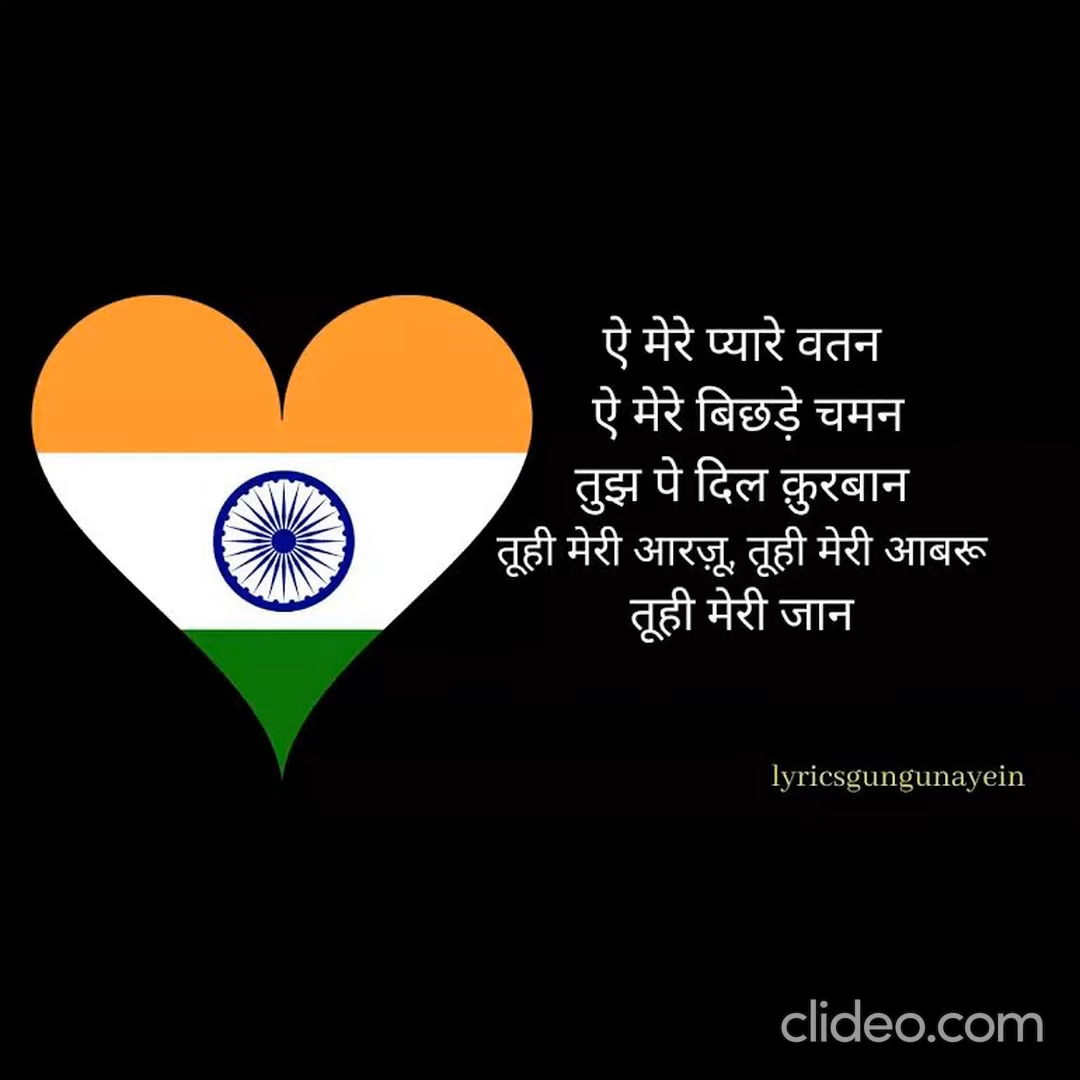 ऐ मेरे प्यारे वतन
ऐ मेरे बिछड़े चमन
तुझ पे दिल क़ुरबान
तूही मेरी आरज़ू, तूही मेरी आबरू
तूही मेरी जान
lyricsgungunayein
clideo.com